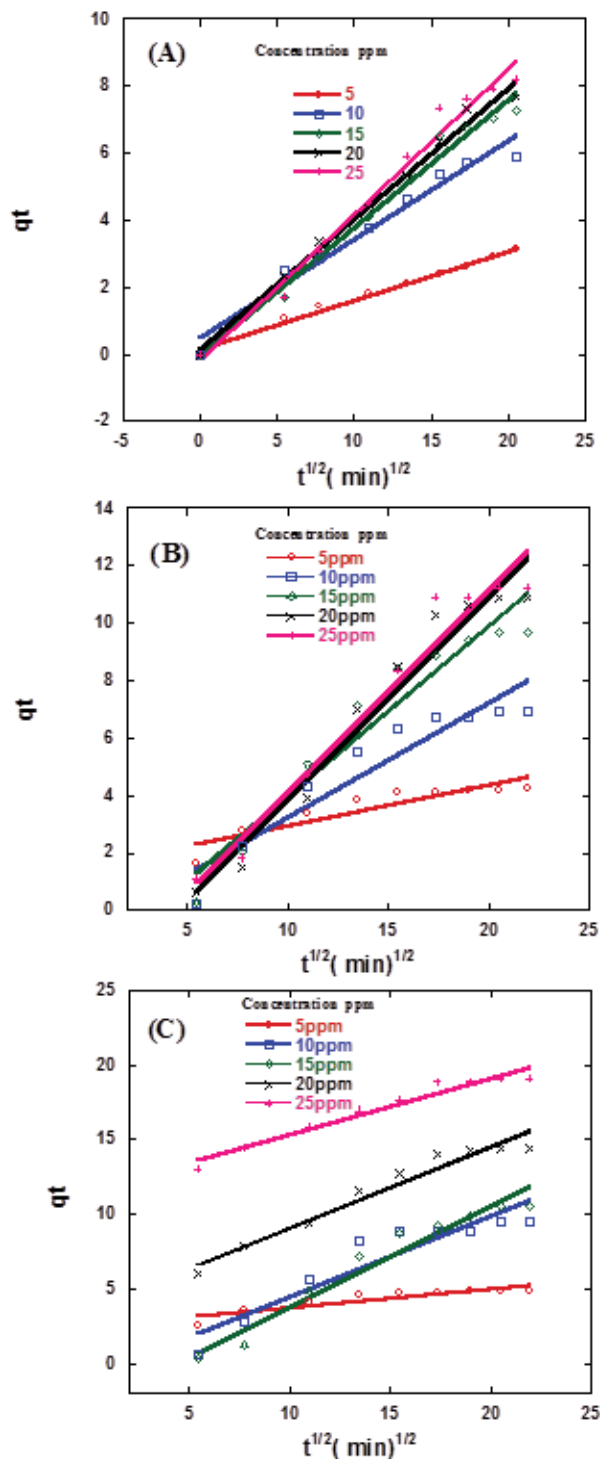 10
(A)
Concentration ppm
8
5
10
6
15
20
25
4
qt
2
0
-2
-5 0 5 10 15 20 25
t1/2( min)1/2
14
(B)
Concentration ppm
12
5ppm
10ppm
15ppm
10
20ppm
25ppm
8
qt
6
4
2
0
5 10 15 20 25
t1/2( min)1/2
25
(C)
Concentration ppm
5ppm
10ppm
20
15ppm
20ppm
25ppm
15
qt
10
5
0
5 10 15 20 25
t1/2( min)1/2